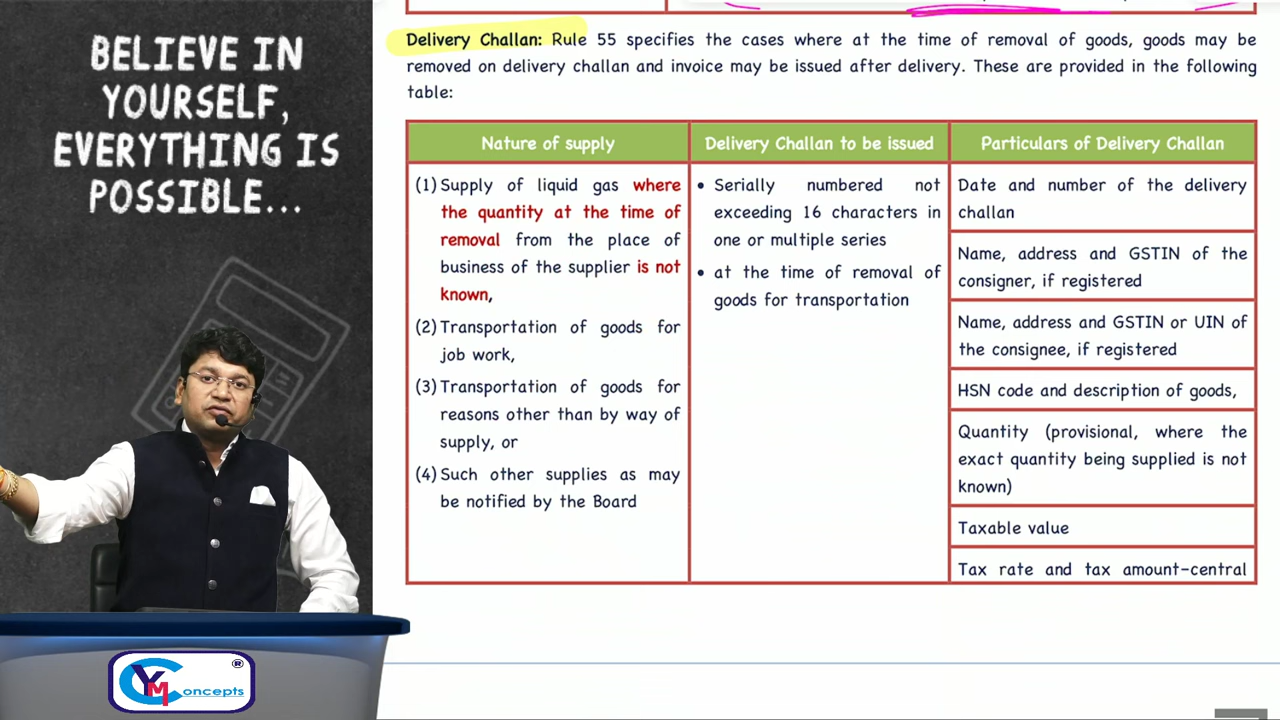 BELIEVE IN
YOURSELF,
EVERYTHING IS
POSSIBLE...
Delivery Challan: Rule 55 specifies the cases where at the time of removal of goods, goods may be
removed on delivery challan and invoice may be issued after delivery. These are provided in the following
table:
Nature of supply
(1) Supply of liquid gas where
the quantity at the time of
removal from the place of
business of the supplier is not
known,
(2) Transportation of goods for
job work,
(3) Transportation of goods for
reasons other than by way of
supply, or
(4) Such other supplies as may
be notified by the Board
Delivery Challan to be issued
• Serially numbered not
exceeding 16 characters in
one or multiple series
• at the time of removal of
goods for transportation
Particulars of Delivery Challan
Date and number of the delivery
challan
Name, address and GSTIN of the
consigner, if registered
Name, address and GSTIN or UIN of
the consignee, if registered
HSN code and description of goods,
Quantity (provisional, where the
exact quantity being supplied is not
known)
Taxable value
Tax rate and tax amount-central
YM Concepts ®